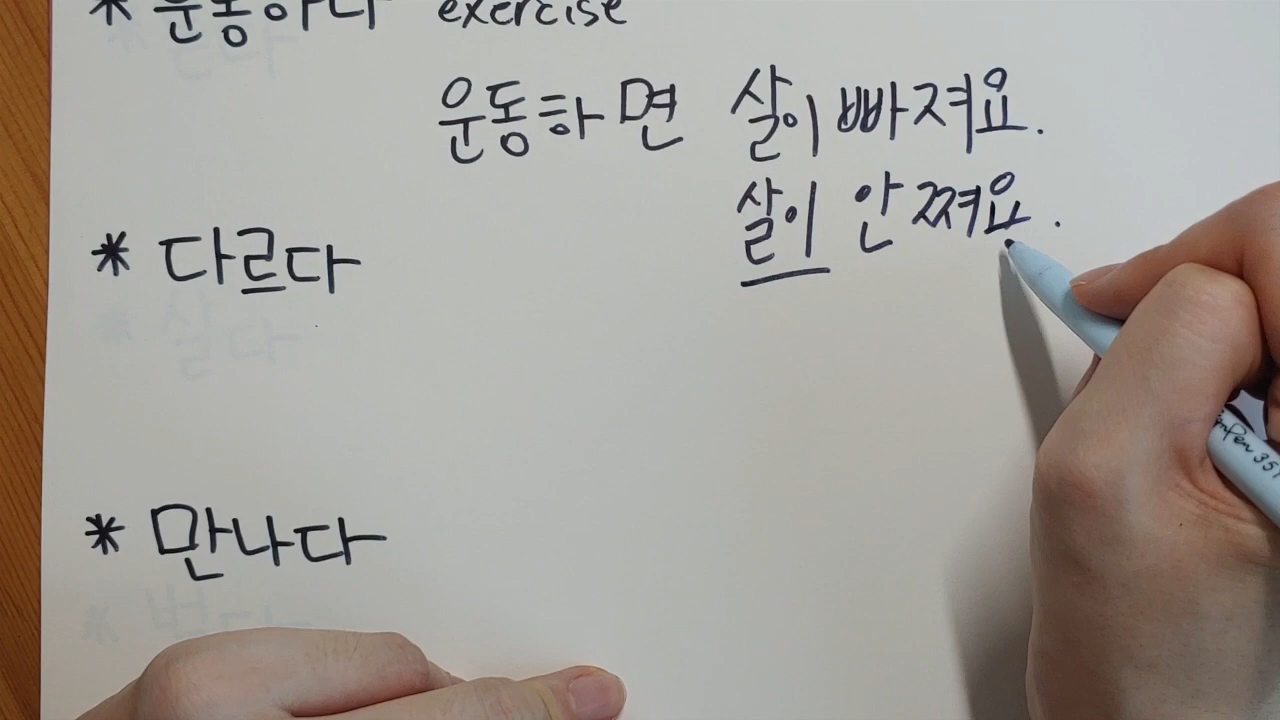 * 운동하다 exercise
운동하면 살이 빠져요.
살이 안 쪄요.
* 다르다
* 만나다